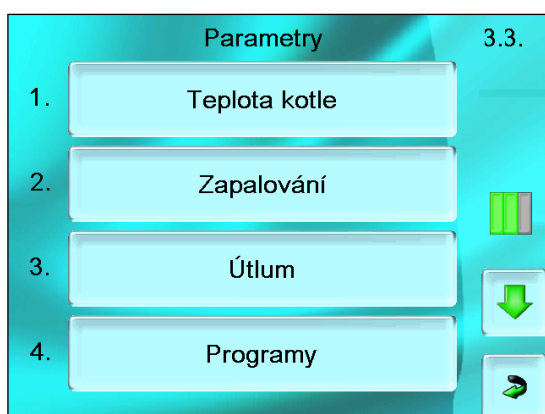 Parametry 3.3.
1. Teplota kotle
2. Zapalování
3. Útlum
4. Programy